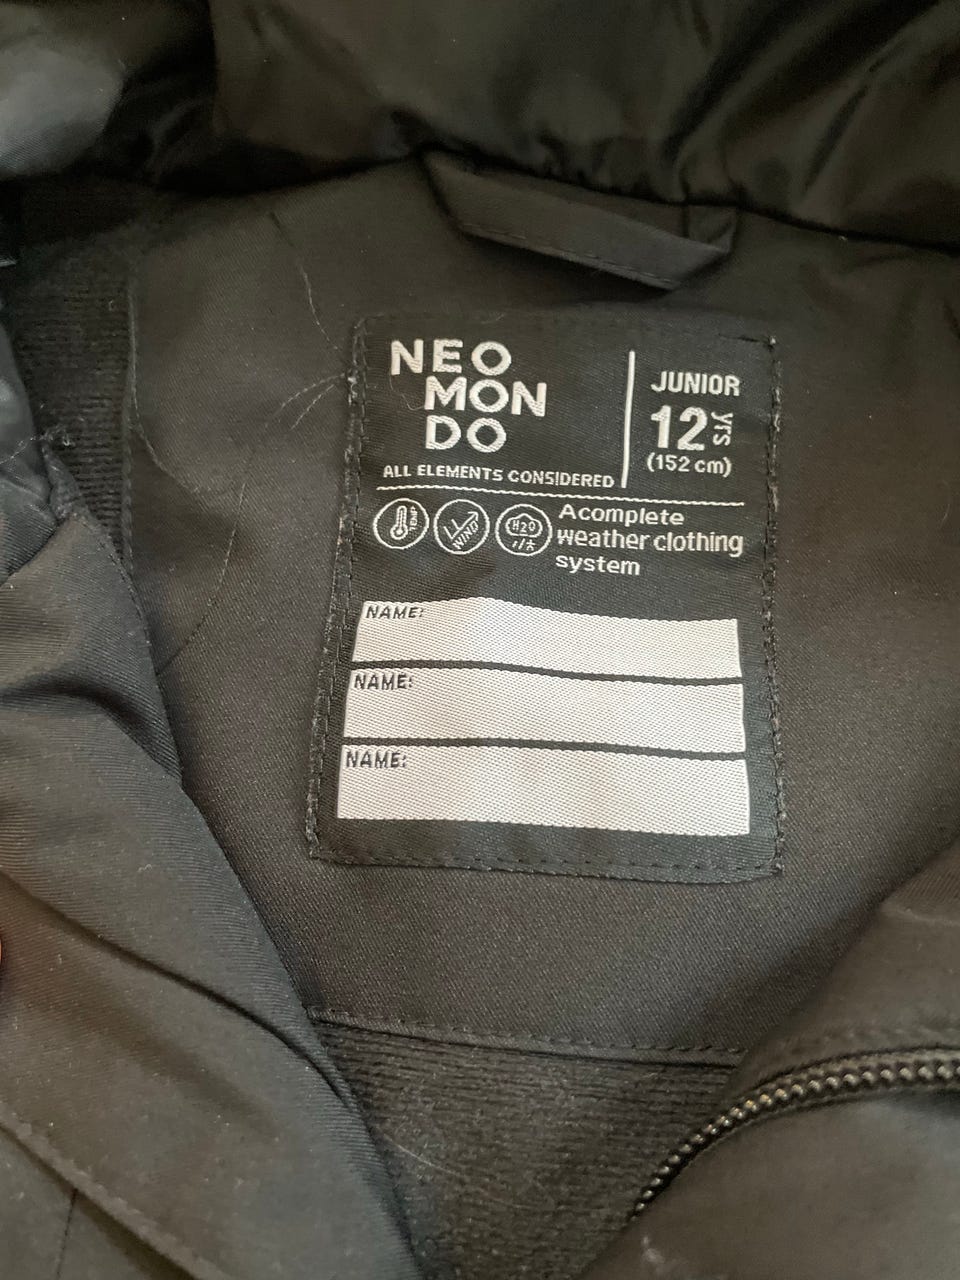 NEO
MON
DO
ALL ELEMENTS CONSIDERED
JUNIOR
12 YRS
(152 cm)
TEMP
WIND
H2O
Acomplete
Weather clothing
system
NAME:
NAME:
NAME: